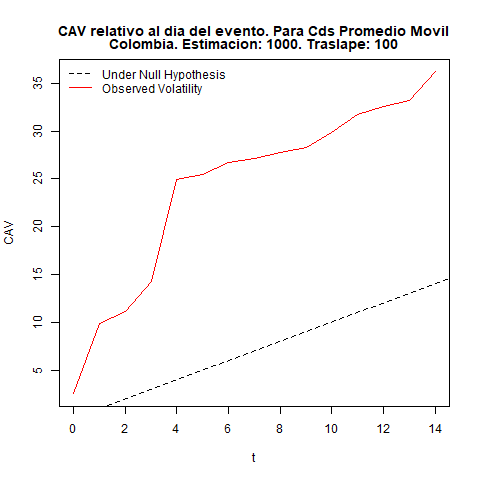 CAV relativo al dia del evento. Para Cds Promedio Movil
Colombia. Estimacion: 1000. Traslape: 100
Under Null Hypothesis
Observed Volatility
35
30
25
20
15
10
5
CAV
0 2 4 6 8 10 12 14
t